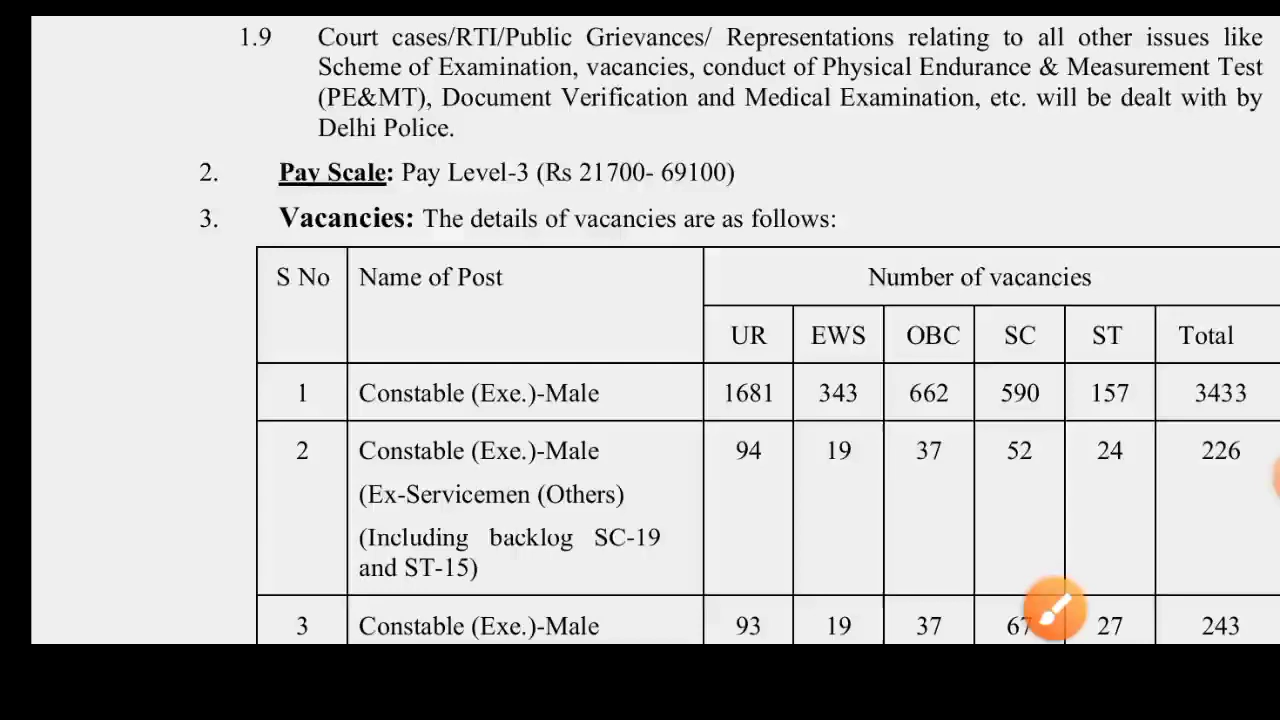 1.9 Court cases/RTI/Public Grievances/ Representations relating to all other issues like
Scheme of Examination, vacancies, conduct of Physical Endurance & Measurement Test
(PE&MT), Document Verification and Medical Examination, etc. will be dealt with by
Delhi Police.
2. Pay Scale: Pay Level-3 (Rs 21700- 69100)
3. Vacancies: The details of vacancies are as follows:
S No Name of Post Number of vacancies
UR EWS OBC SC ST Total
1 Constable (Exe.)-Male 1681 343 662 590 157 3433
2 Constable (Exe.)-Male 94 19 37 52 24 226
(Ex-Servicemen (Others)
(Including backlog SC-19
and ST-15)
3 Constable (Exe.)-Male 93 19 37 67 27 243